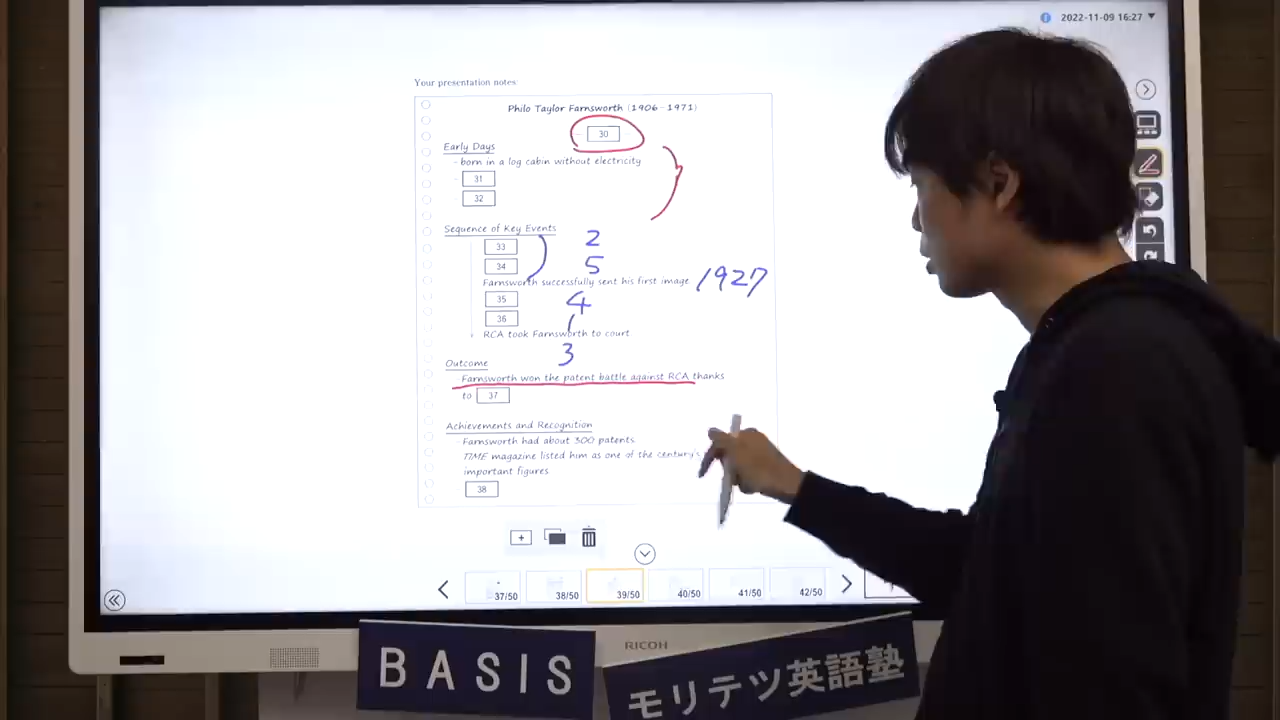 2022-11-09 16:27
Your presentation notes:
Philo Taylor Farnsworth (1906–1971)
30
Early Days
- born in a log cabin without electricity
- 31
32
Sequence of Key Events
33 2
34 5
Farnsworth successfully sent his first image 1927
35 4
36 1
RCA took Farnsworth to court
3
Outcome
Farnsworth won the patent battle against RCA thanks
to 37
Achievements and Recognition
- Farnsworth had about 300 patents.
TIME magazine listed him as one of the century's
important figures
38
37/50 38/50 39/50 40/50 41/50 42/50
RICOH
BASIS
モリテツ英語塾